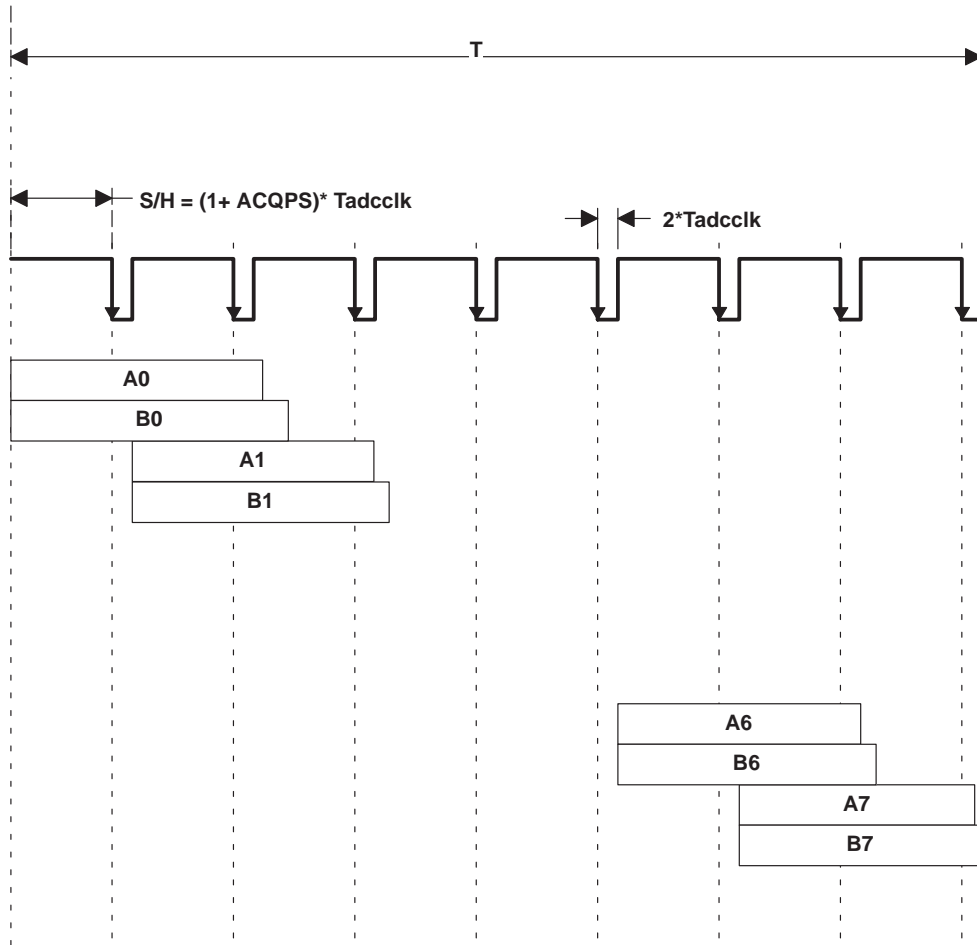 T
S/H = (1+ ACQPS)* Tadcclk
2*Tadcclk
A0
B0
A1
B1
A6
B6
A7
B7